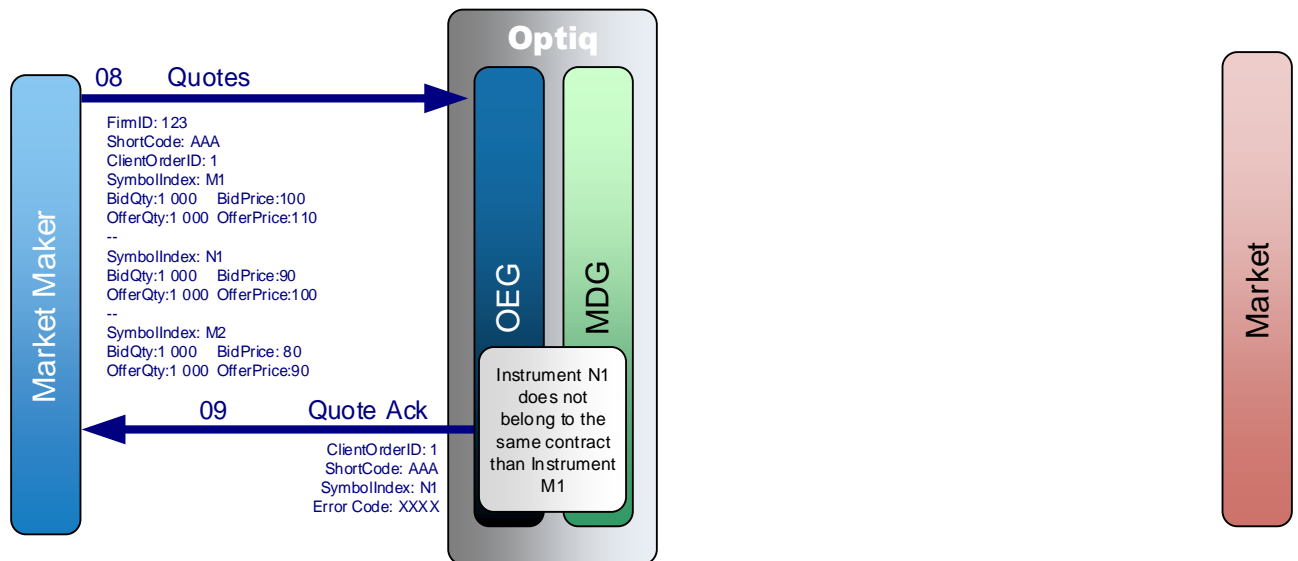 Optiq
08 Quotes
FirmID: 123
ShortCode: AAA
ClientOrderID: 1
SymbolIndex: M1
BidQty:1 000 BidPrice:100
OfferQty:1 000 OfferPrice:110
--
SymbolIndex: N1
BidQty:1 000 BidPrice:90
OfferQty:1 000 OfferPrice:100
--
SymbolIndex: M2
BidQty:1 000 BidPrice: 80
OfferQty:1 000 OfferPrice:90
Market Maker
OEG
MDG
Market
Instrument N1
does not
belong to the
same contract
than Instrument
M1
09 Quote Ack
ClientOrderID: 1
ShortCode: AAA
SymbolIndex: N1
Error Code: XXXX